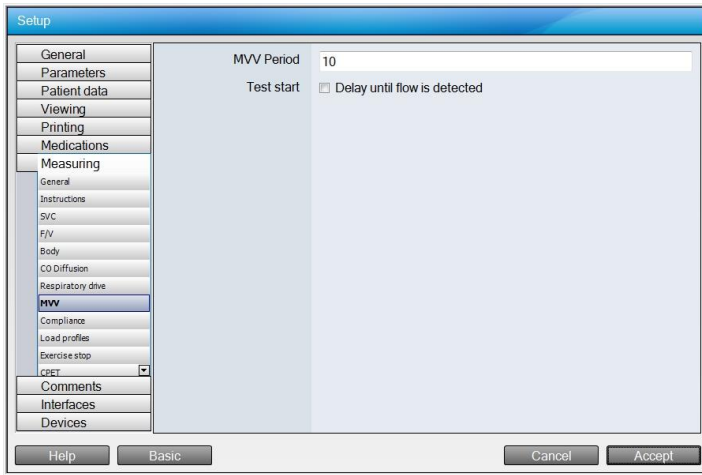 Setup
General
Parameters
Patient data
Viewing
Printing
Medications
Measuring
General
Instructions
SVC
F/V
Body
CO Diffusion
Respiratory drive
MVV
Compliance
Load profiles
Exercise stop
CPET
Comments
Interfaces
Devices
MVV Period 10
Test start Delay until flow is detected
Help Basic Cancel Accept